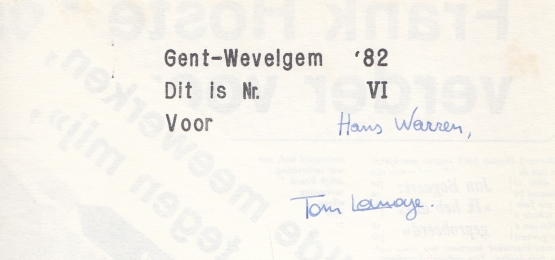 Gent-Wevelgem '82
Dit is Nr. VI
Voor Hans Warren,
Tom Lanoye.